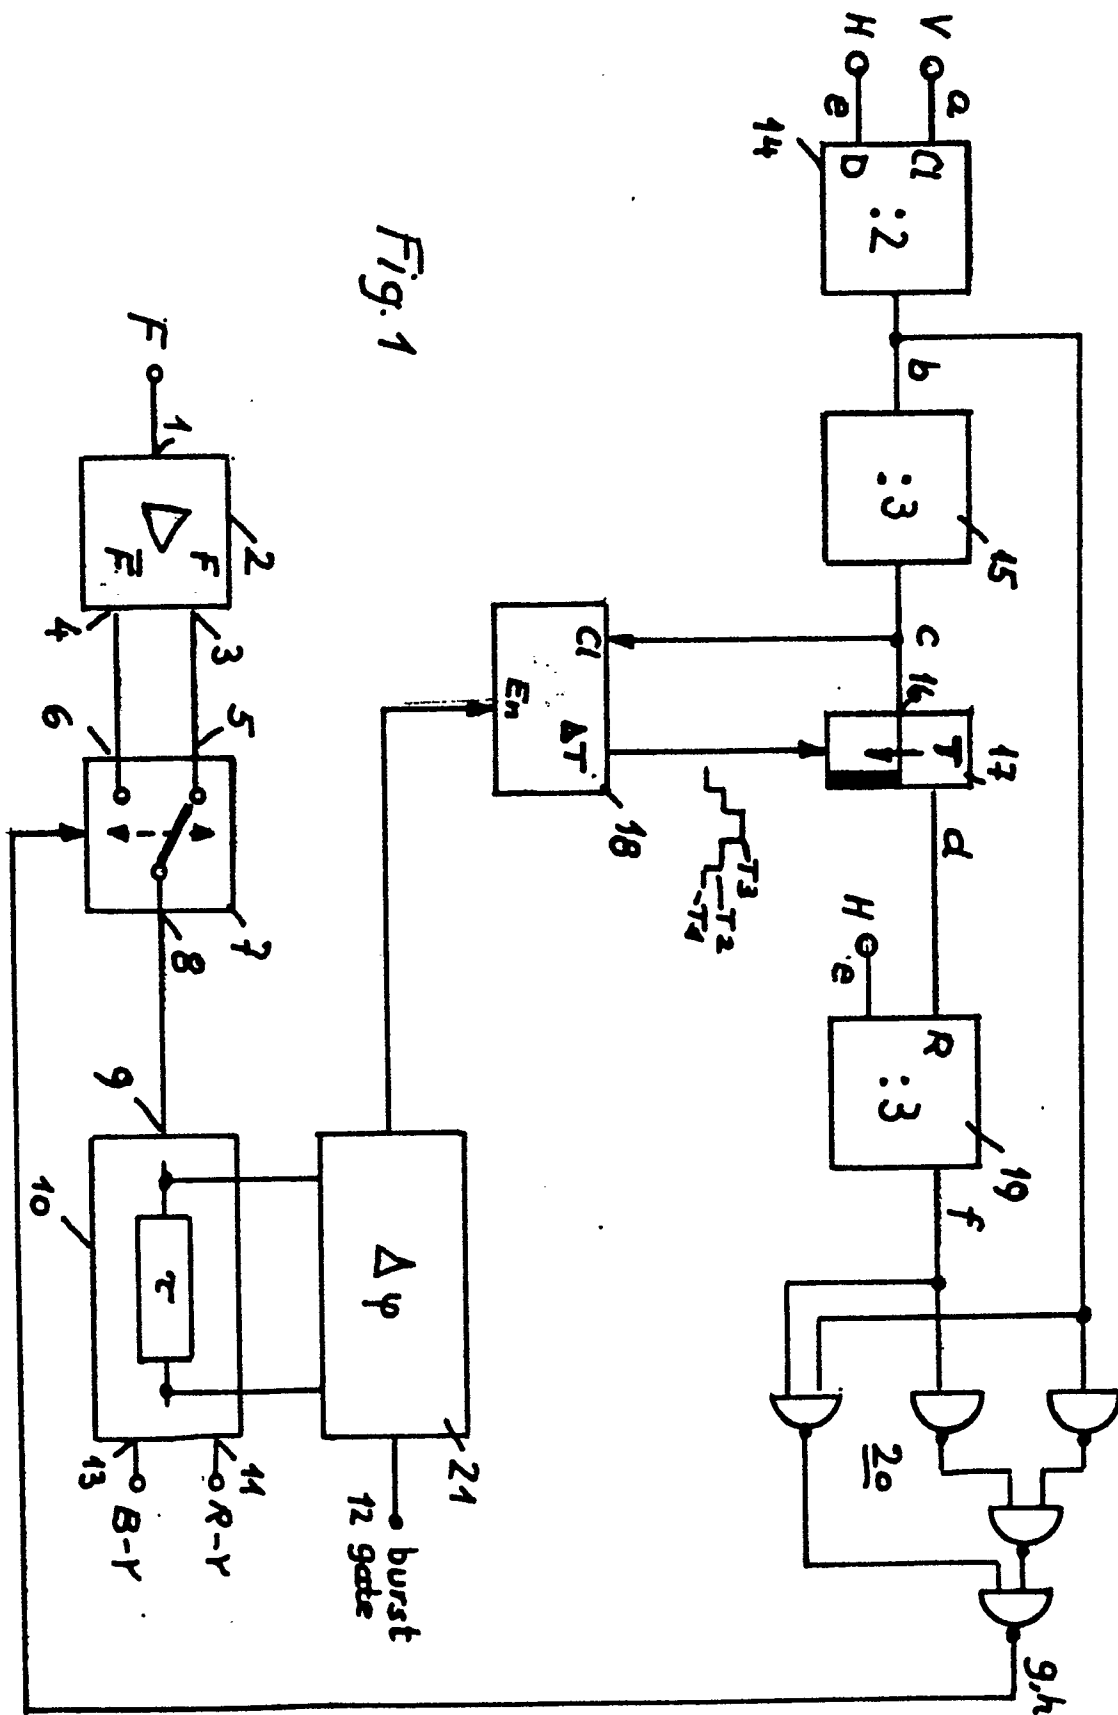 V
a
Cl
H
e
D
:2
14
b
:3
15
c
16
T
17
d
Cl
ΔT
En
18
T3
T2
T1
H
e
R
:3
19
f
20
g,h
Fig. 1
F
1
F
F̅
2
3
4
5
6
7
8
9
10
τ
Δφ
21
burst
12 gate
11
R-Y
13
B-Y